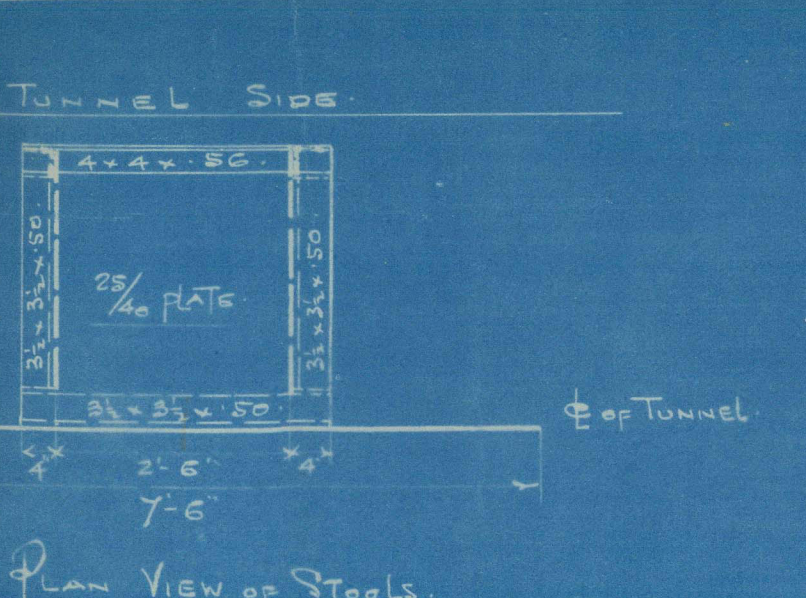 TUNNEL SIDE.
4 x 4 x .56.
3½ x 3½ x .50.
25/40 PLATE.
3½ x 3½ x .50.
3½ x 3½ x .50.
℄ OF TUNNEL.
4" 2'-6" 4"
7'-6"
PLAN VIEW OF STOOLS.